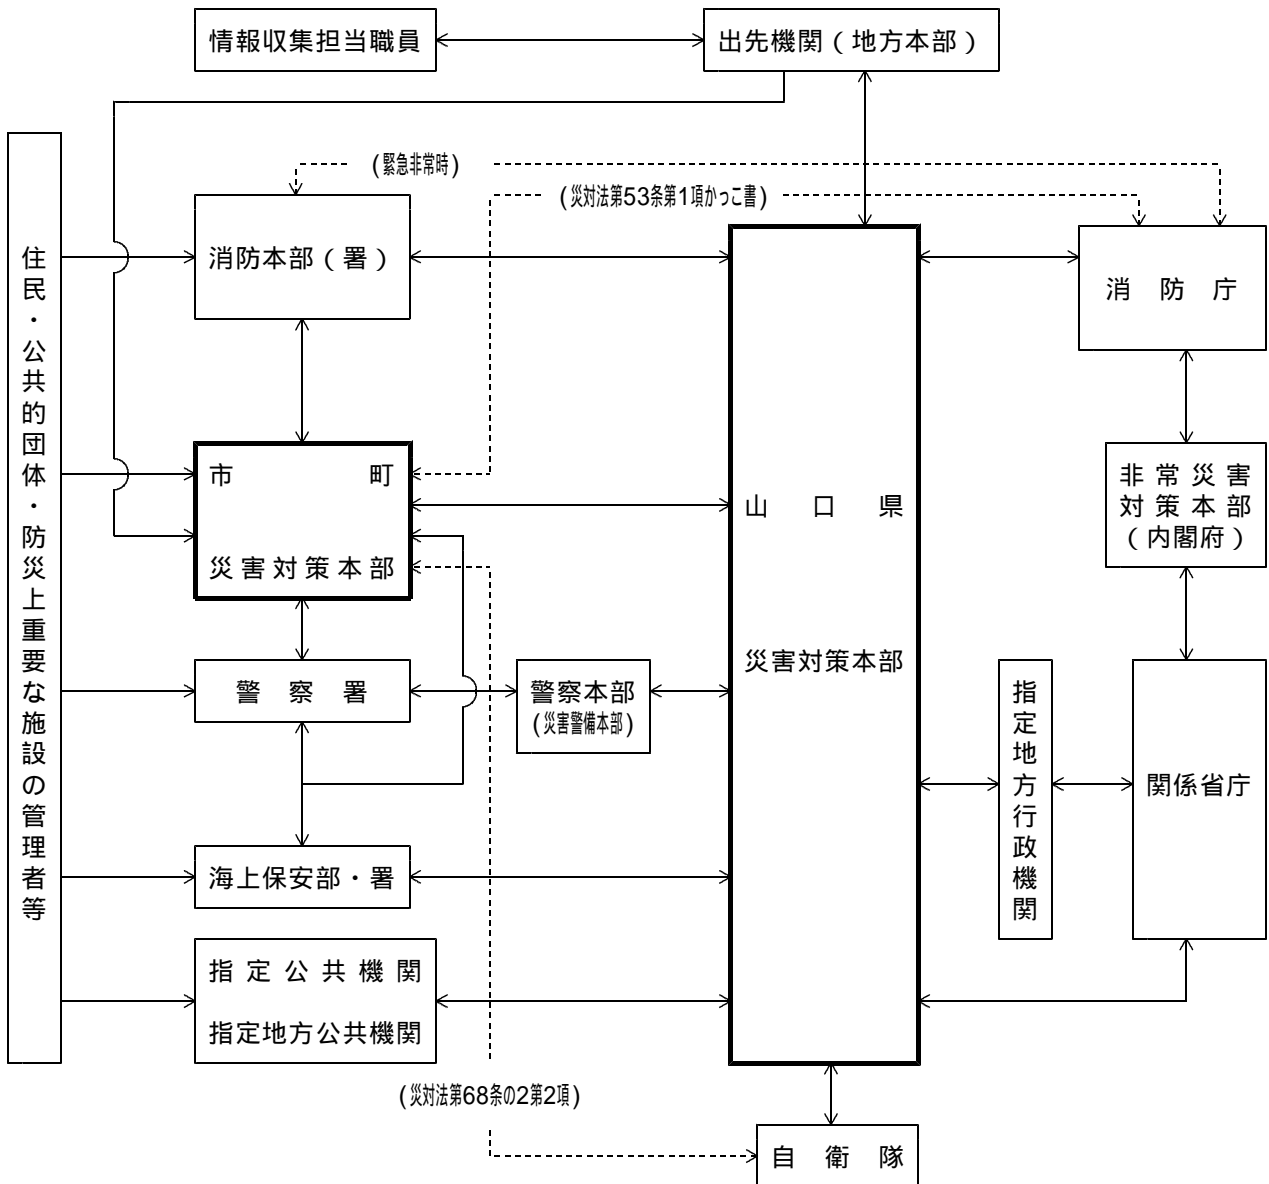 情報収集担当職員
出先機関(地方本部)
(緊急非常時)
(災対法第53条第1項かっこ書)
住民・公共的団体・防災上重要な施設の管理者等
消防本部(署)
消防庁
市町
災害対策本部
山口県
災害対策本部
非常災害
対策本部
(内閣府)
警察署
警察本部
(災害警備本部)
指定地方行政機関
関係省庁
海上保安部・署
指定公共機関
指定地方公共機関
(災対法第68条の2第2項)
自衛隊